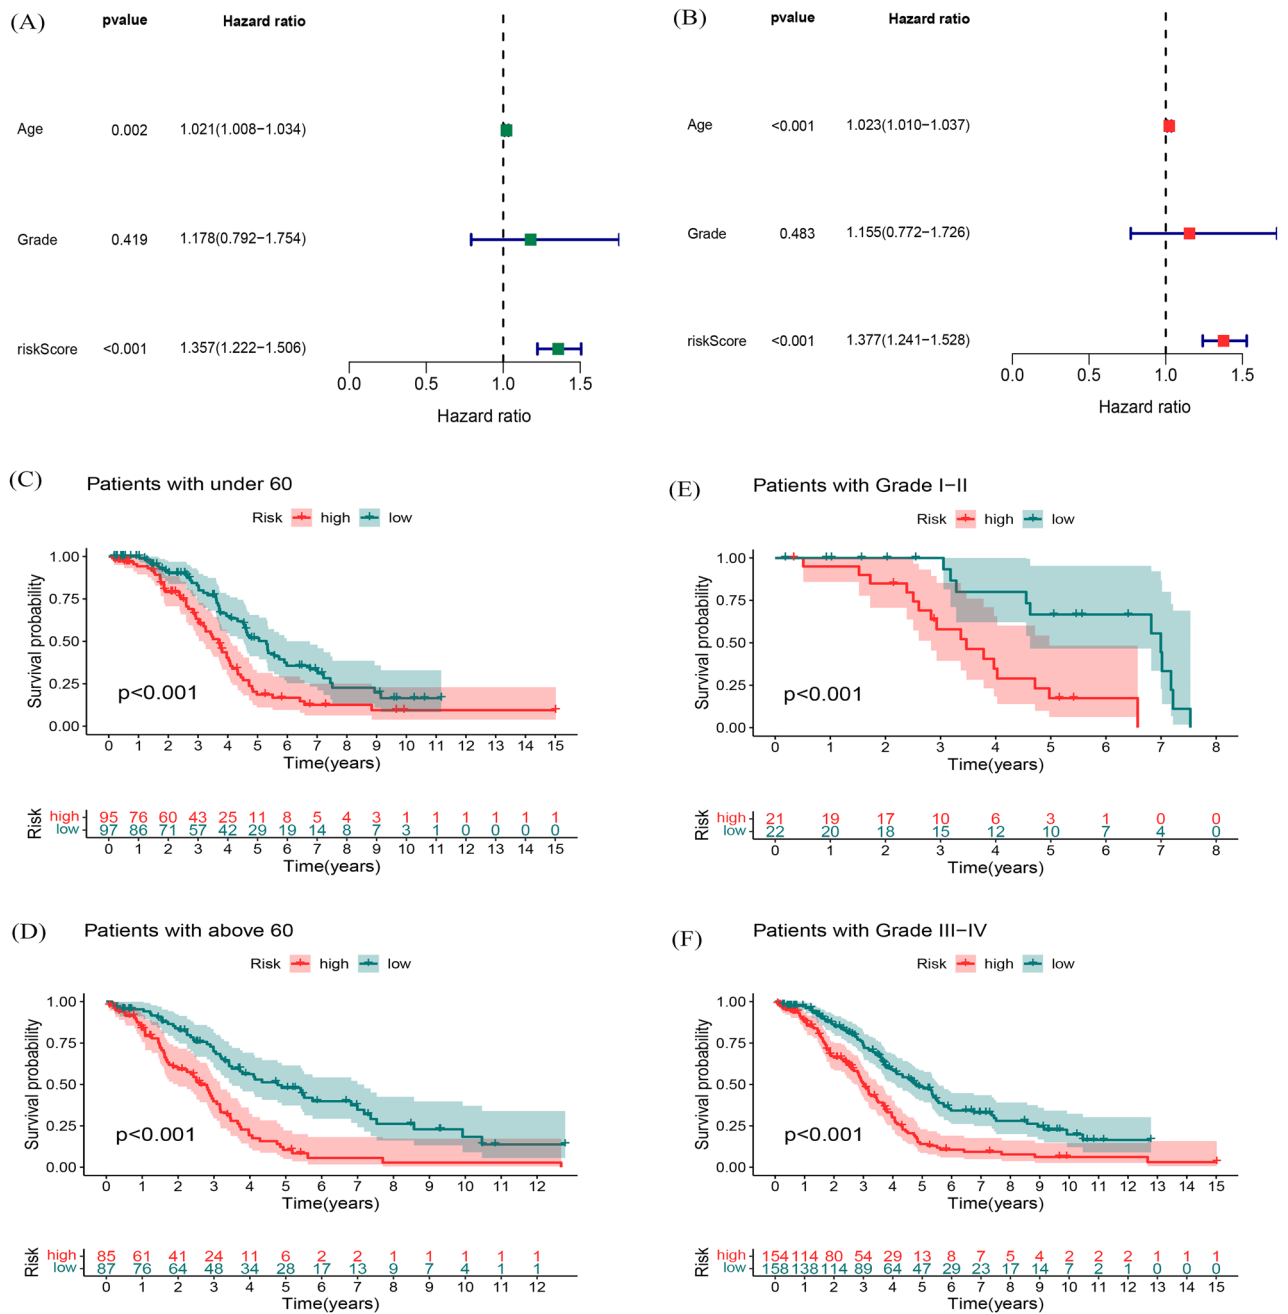 (A)
pvalue Hazard ratio
Age 0.002 1.021(1.008−1.034)
Grade 0.419 1.178(0.792−1.754)
riskScore <0.001 1.357(1.222−1.506)
0.0 0.5 1.0 1.5
Hazard ratio
(B)
pvalue Hazard ratio
Age <0.001 1.023(1.010−1.037)
Grade 0.483 1.155(0.772−1.726)
riskScore <0.001 1.377(1.241−1.528)
0.0 0.5 1.0 1.5
Hazard ratio
(C)
Patients with under 60
Risk high low
Survival probability
1.00
0.75
0.50
0.25
0.00
p<0.001
0 1 2 3 4 5 6 7 8 9 10 11 12 13 14 15
Time(years)
Risk
high 95 76 60 43 25 11 8 5 4 3 1 1 1 1 1 1
low 97 86 71 57 42 29 19 14 8 7 3 1 0 0 0 0
0 1 2 3 4 5 6 7 8 9 10 11 12 13 14 15
Time(years)
(E)
Patients with Grade I−II
Risk high low
Survival probability
1.00
0.75
0.50
0.25
0.00
p<0.001
0 1 2 3 4 5 6 7 8
Time(years)
Risk
high 21 19 17 10 6 3 1 0 0
low 22 20 18 15 12 10 7 4 0
0 1 2 3 4 5 6 7 8
Time(years)
(D)
Patients with above 60
Risk high low
Survival probability
1.00
0.75
0.50
0.25
0.00
p<0.001
0 1 2 3 4 5 6 7 8 9 10 11 12
Time(years)
Risk
high 85 61 41 24 11 6 2 2 1 1 1 1 1
low 87 76 64 48 34 28 17 13 9 7 4 1 1
0 1 2 3 4 5 6 7 8 9 10 11 12
Time(years)
(F)
Patients with Grade III−IV
Risk high low
Survival probability
1.00
0.75
0.50
0.25
0.00
p<0.001
0 1 2 3 4 5 6 7 8 9 10 11 12 13 14 15
Time(years)
Risk
high 154 114 80 54 29 13 8 7 5 4 2 2 2 1 1 1
low 158 138 114 89 64 47 29 23 17 14 7 2 1 0 0 0
0 1 2 3 4 5 6 7 8 9 10 11 12 13 14 15
Time(years)